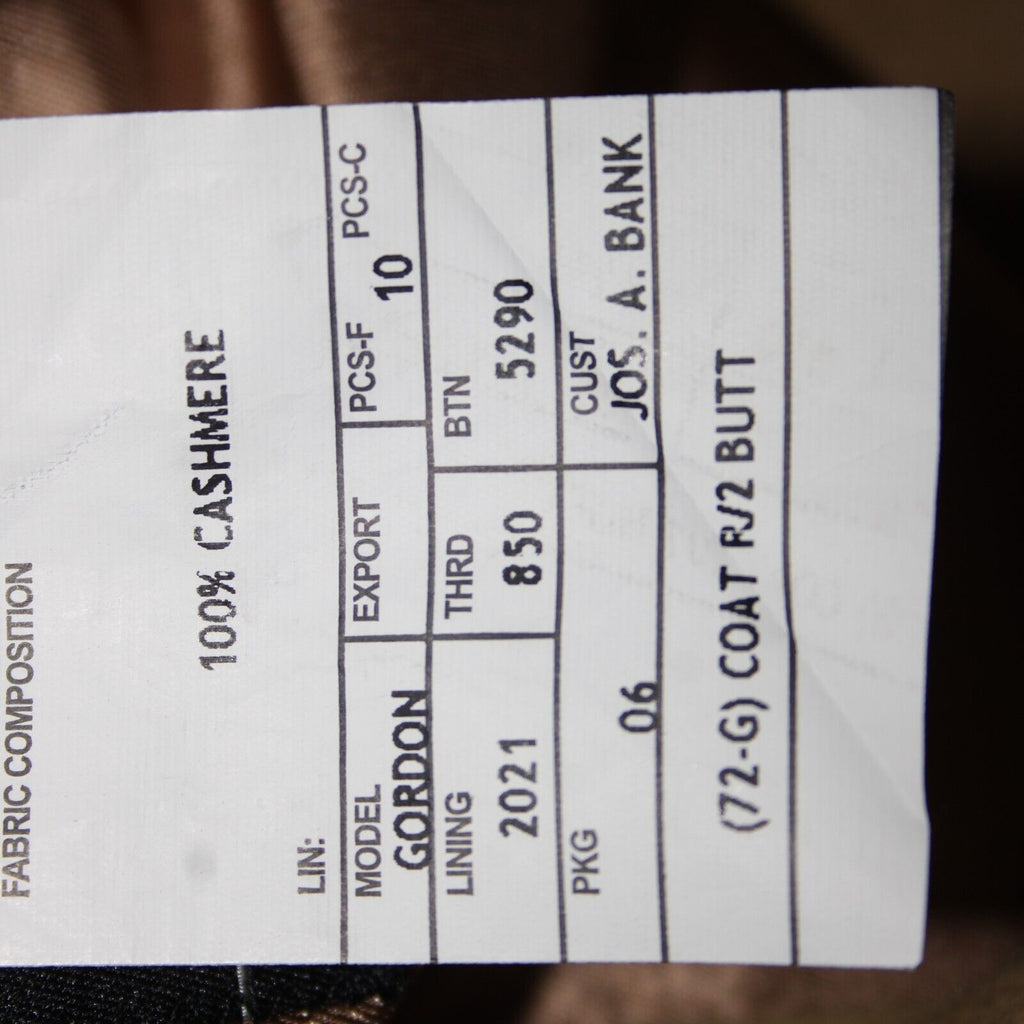 FABRIC COMPOSITION
100% CASHMERE
LIN:
MODEL EXPORT PCS-F PCS-C
GORDON 10
LINING THRD BTN
2021 850 5290
PKG CUST
06 JOS. A. BANK
(72-G) COAT R/2 BUTT